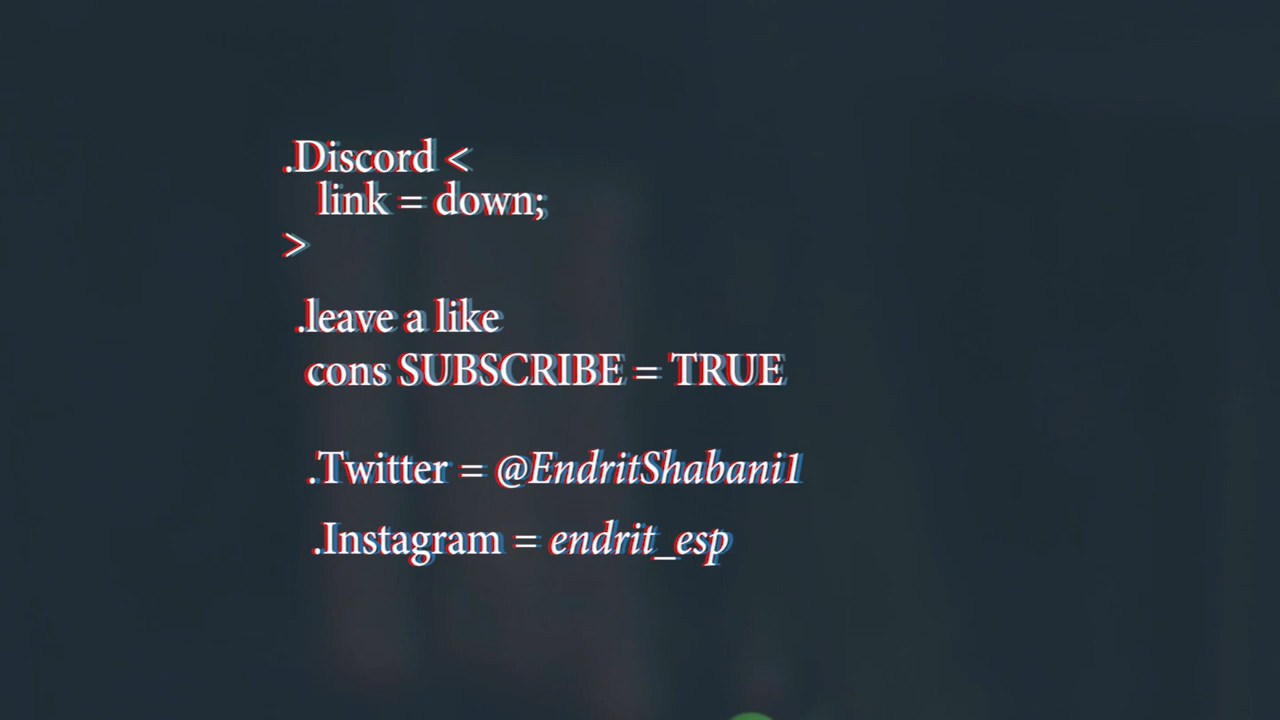 .Discord <
link = down;
>
.leave a like
cons SUBSCRIBE = TRUE
.Twitter = @EndritShabani1
.Instagram = endrit_esp